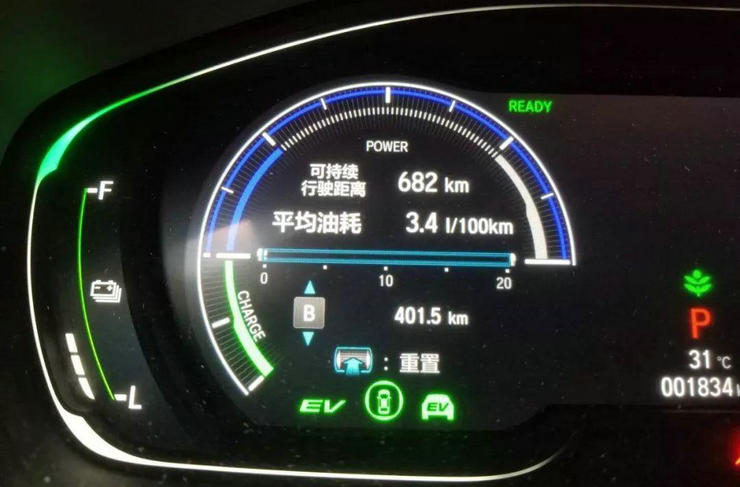 READY
POWER
可持续
行驶距离 682 km
平均油耗 3.4 l/100km
0 10 20
F
CHARGE
B 401.5 km
: 重置
L
EV
EV
P
31 °C
001834